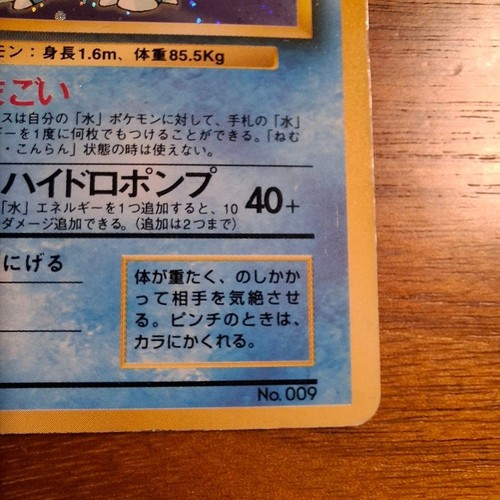 モン：身長1.6m、体重85.5Kg
まごい
スは自分の「水」ポケモンに対して、手札の「水」
ギーを1度に何枚でもつけることができる。「ねむ
・こんらん」状態の時は使えない。
ハイドロポンプ 40+
「水」エネルギーを1つ追加すると、10
ダメージ追加できる。（追加は2つまで）
にげる
体が重たく、のしかか
って相手を気絶させ
る。ピンチのときは、
カラにかくれる。
No. 009